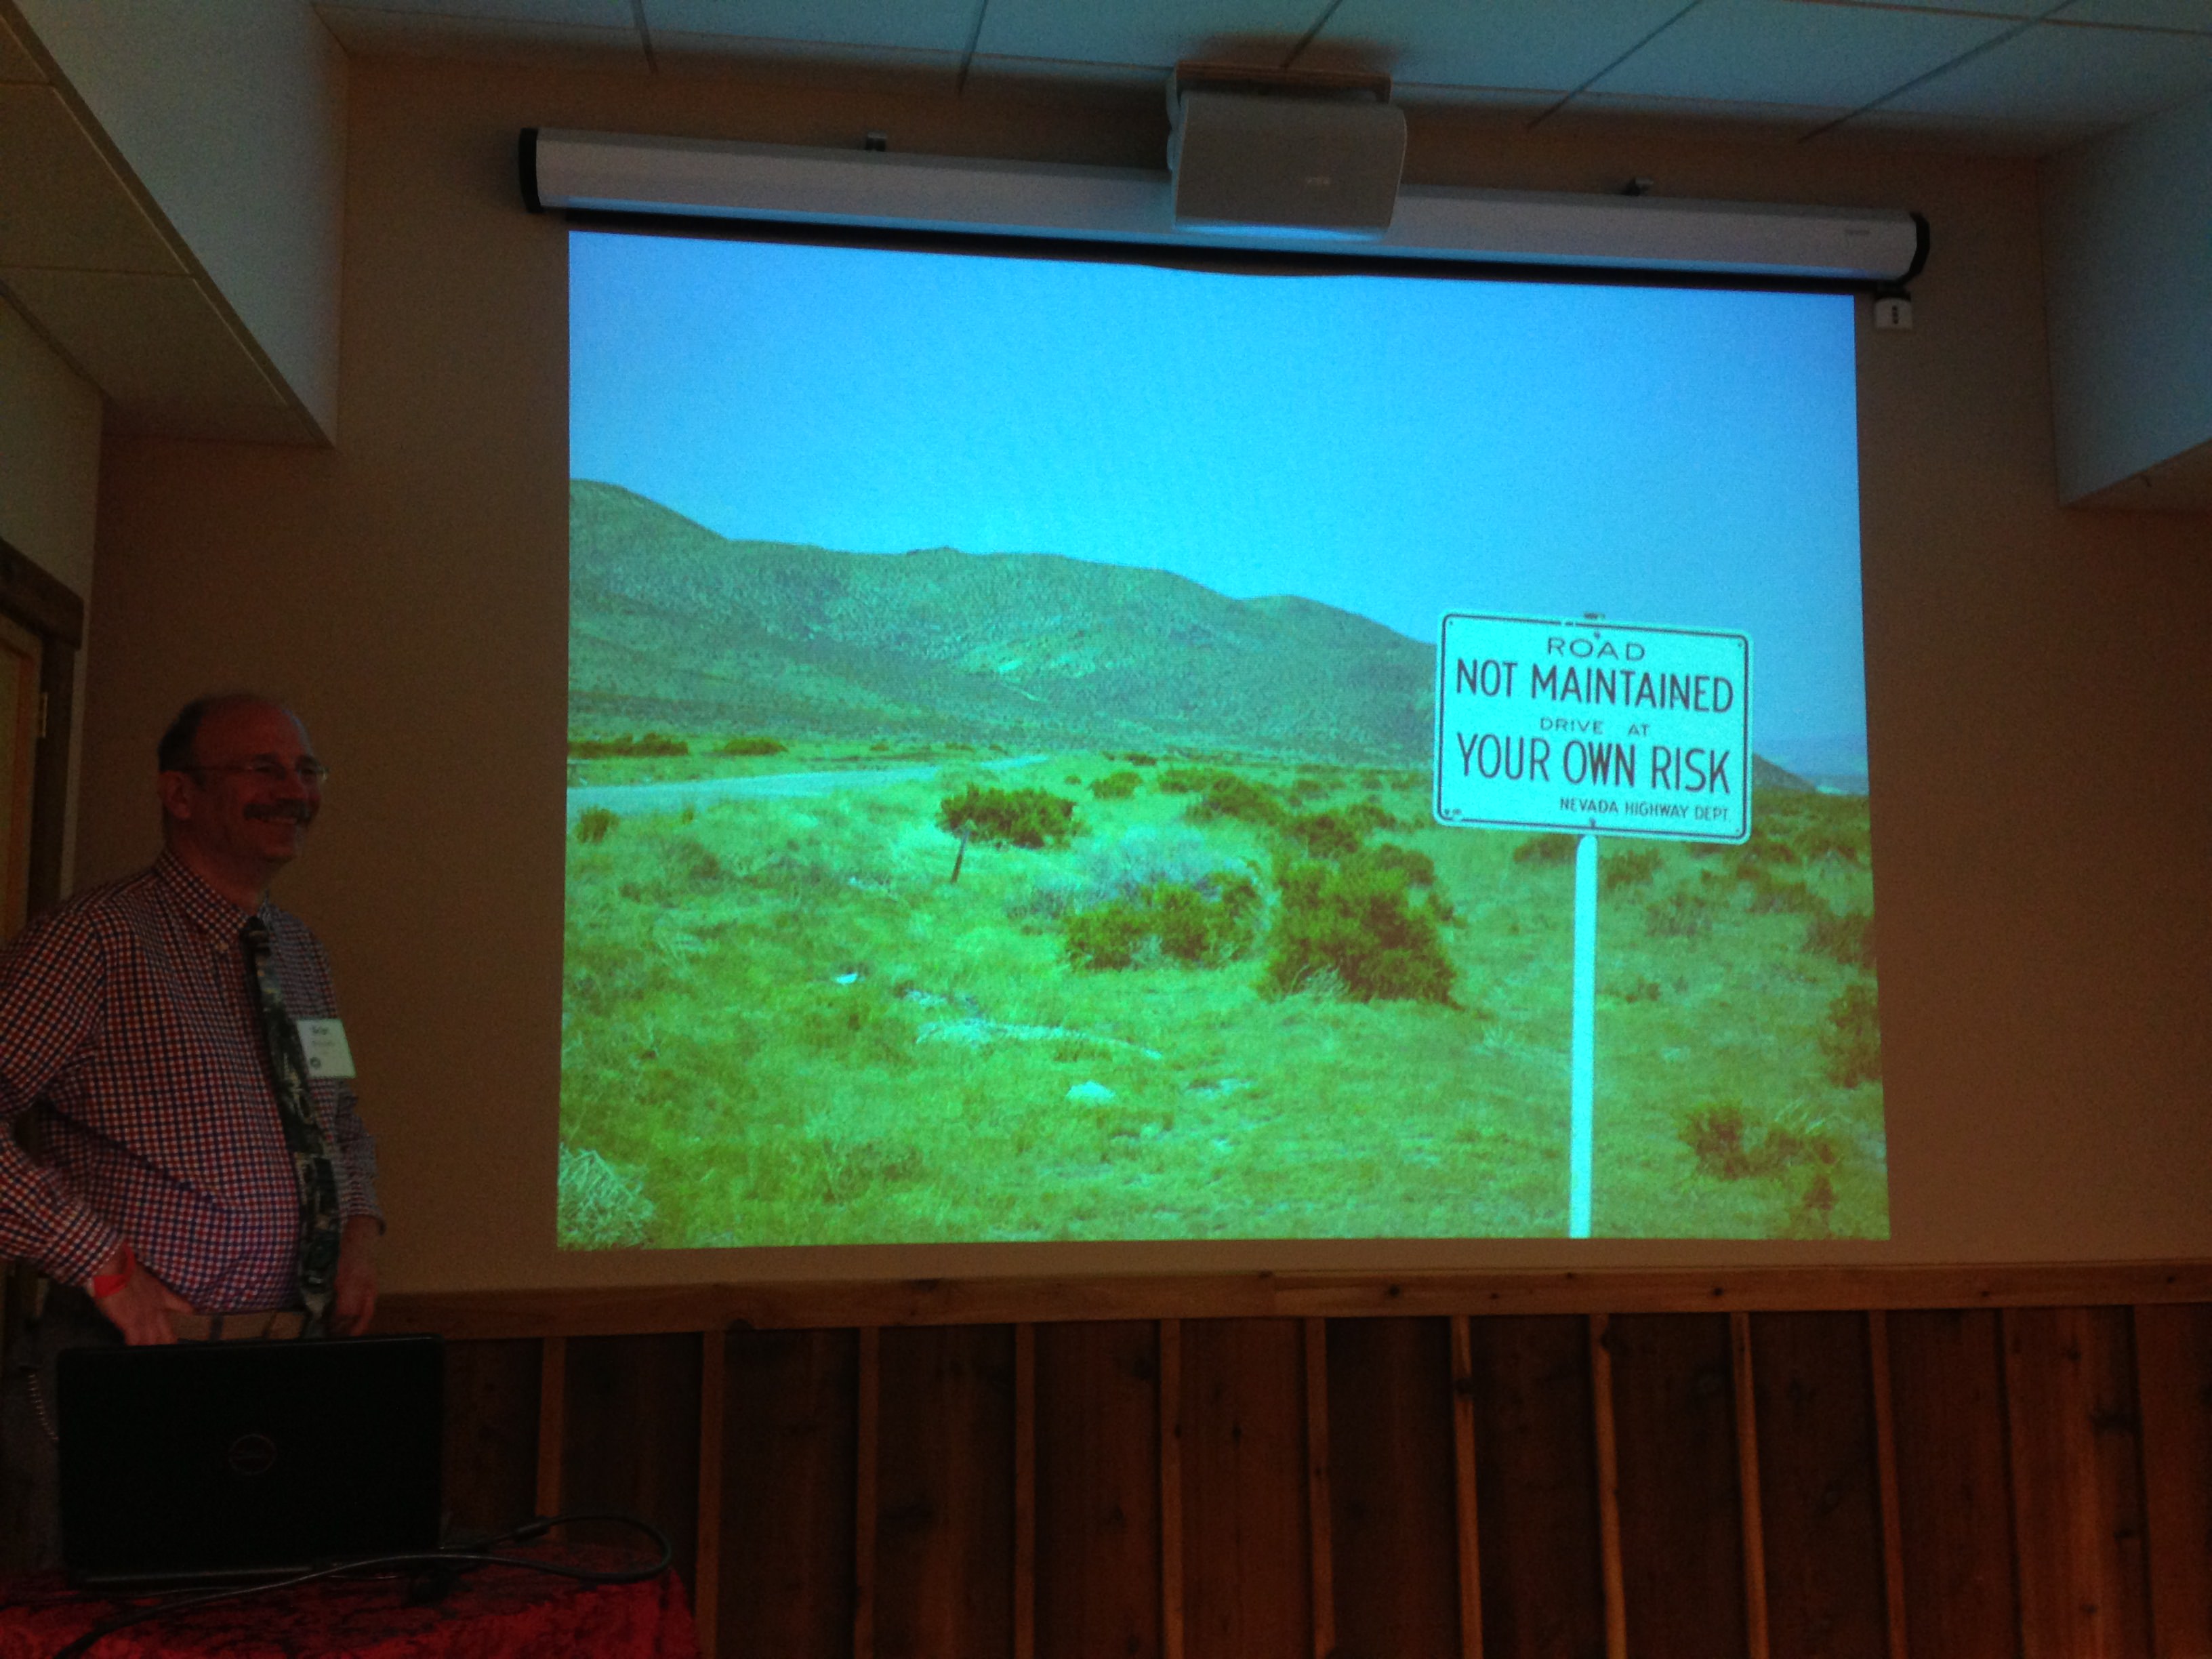 ROAD
NOT MAINTAINED
DRIVE AT
YOUR OWN RISK
NEVADA HIGHWAY DEPT.